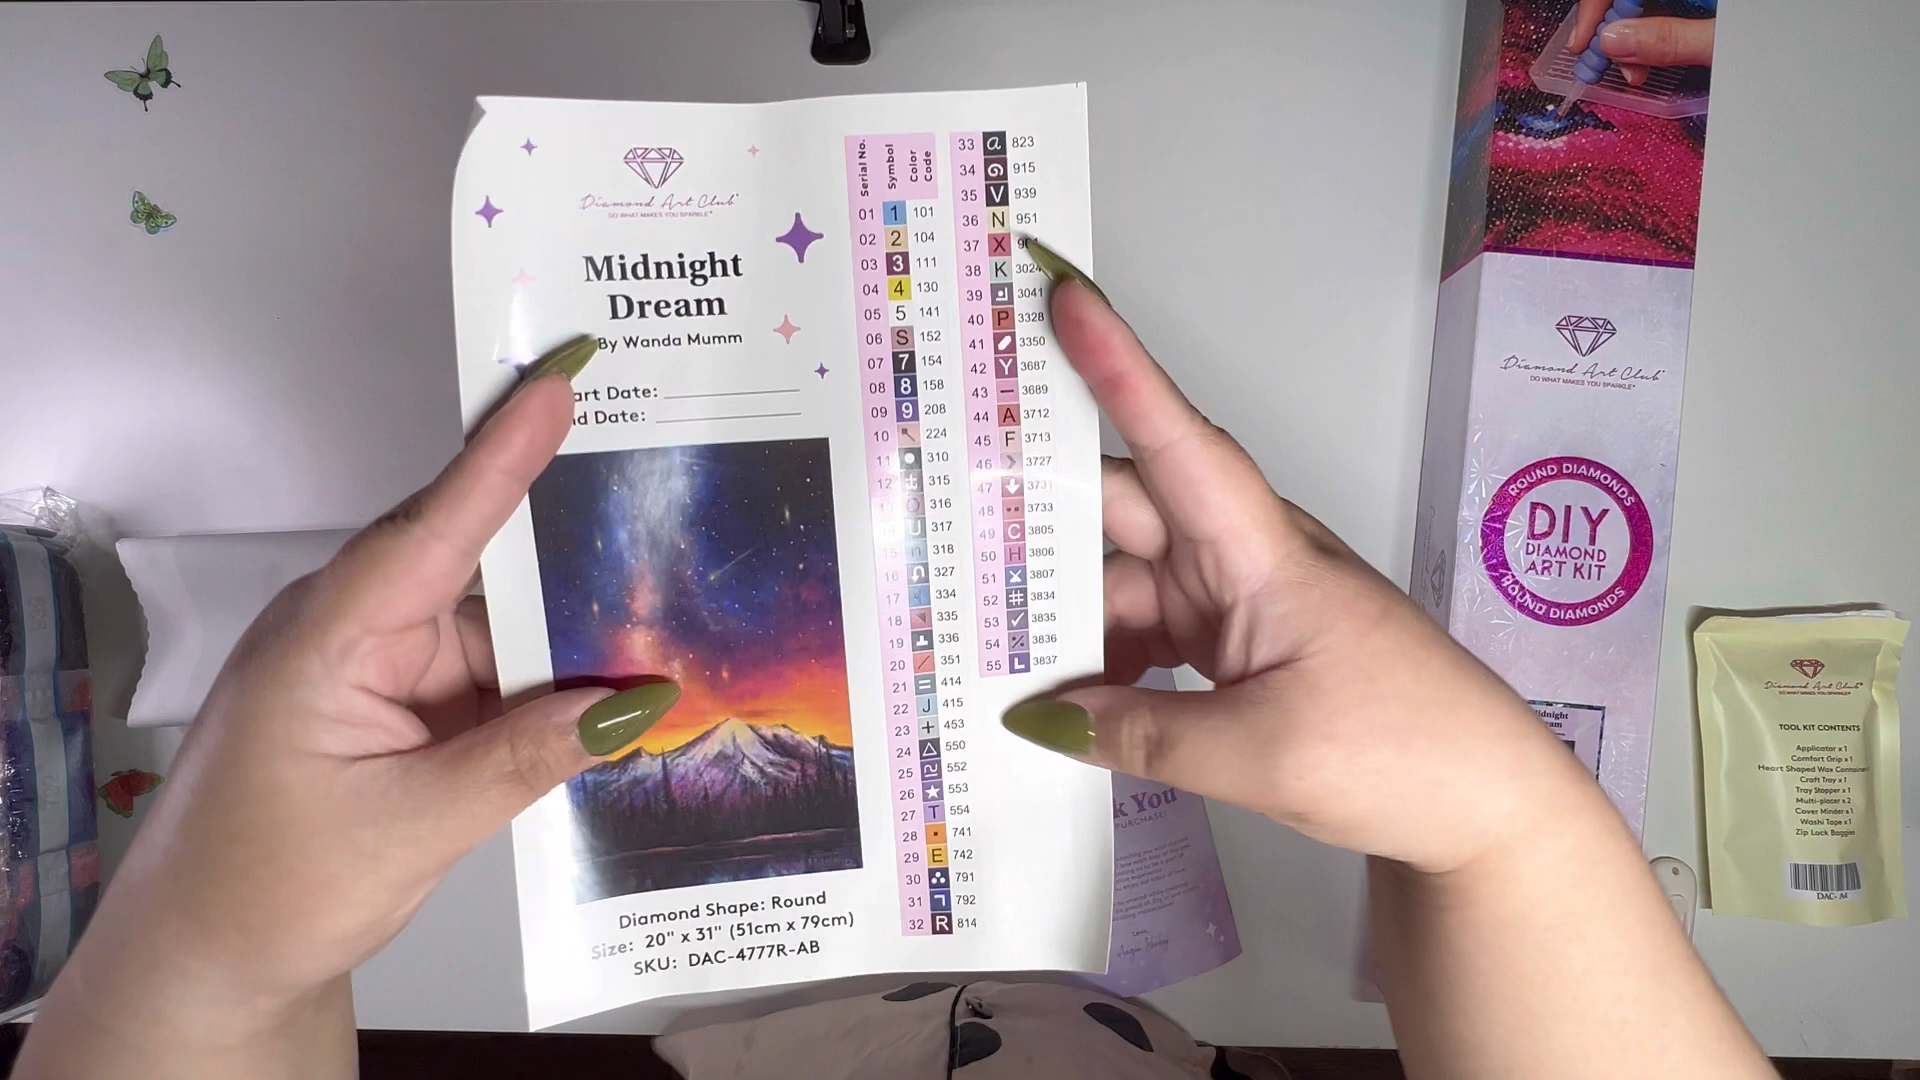 Diamond Art Club
DO WHAT MAKES YOU SPARKLE
Midnight
Dream
By Wanda Mumm
art Date:
d Date:
Diamond Shape: Round
Size: 20" x 31" (51cm x 79cm)
SKU: DAC-4777R-AB
Serial No. Symbol Color Code
01 1 101
02 2 104
03 3 111
04 4 130
05 5 141
06 S 152
07 7 154
08 8 158
09 9 208
10 224
11 310
12 315
316
U 317
15 n 318
16 327
17 334
18 335
19 336
20 / 351
21 = 414
22 J 415
23 + 453
24 △ 550
25 552
26 ★ 553
27 T 554
28 741
29 E 742
30 791
31 792
32 R 814
33 a 823
34 915
35 V 939
36 N 951
37 X
38 K 3024
39 3041
40 P 3328
41 3350
42 Y 3687
43 − 3689
44 A 3712
45 F 3713
46 3727
47 3731
48 3733
49 C 3805
50 H 3806
51 3807
52 # 3834
53 ✓ 3835
54 3836
55 L 3837
k You
PURCHASE!
Diamond Art Club
DO WHAT MAKES YOU SPARKLE
ROUND DIAMONDS
DIY
DIAMOND
ART KIT
ROUND DIAMONDS
Midnight
Diamond Art Club
DO WHAT MAKES YOU SPARKLE
TOOL KIT CONTENTS
Applicator x 1
Comfort Grip x 1
Heart Shaped Wax Container
Craft Tray x 1
Tray Stopper x 1
Multi-placer x 2
Cover Minder x 1
Washi Tape x 1
Zip Lock Baggies
DAC- A4